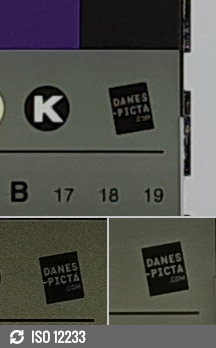 K
DANES
-PICTA
.COM
B 17 18 19
DANES
-PICTA
.COM
DANES
-PICTA
.COM
ISO 12233